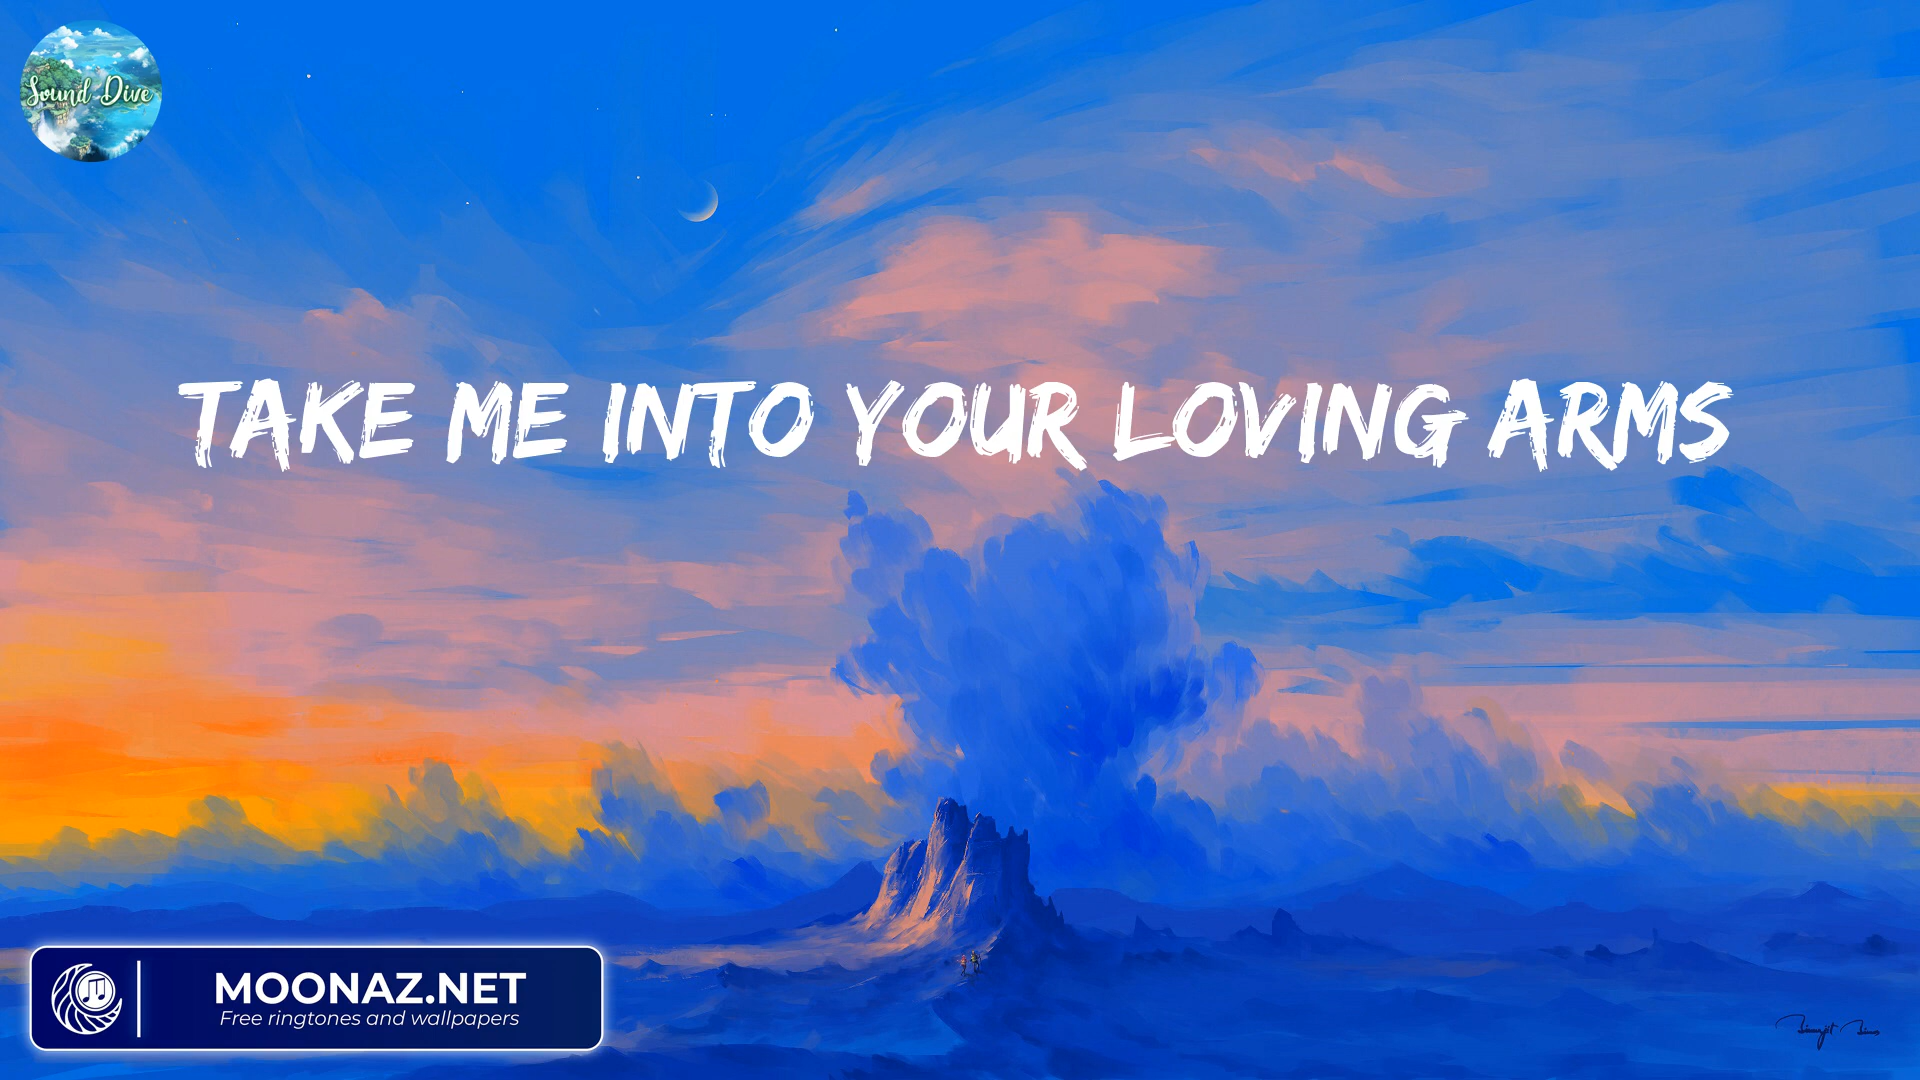 Sound Dive
TAKE ME INTO YOUR LOVING ARMS
MOONAZ.NET
Free ringtones and wallpapers